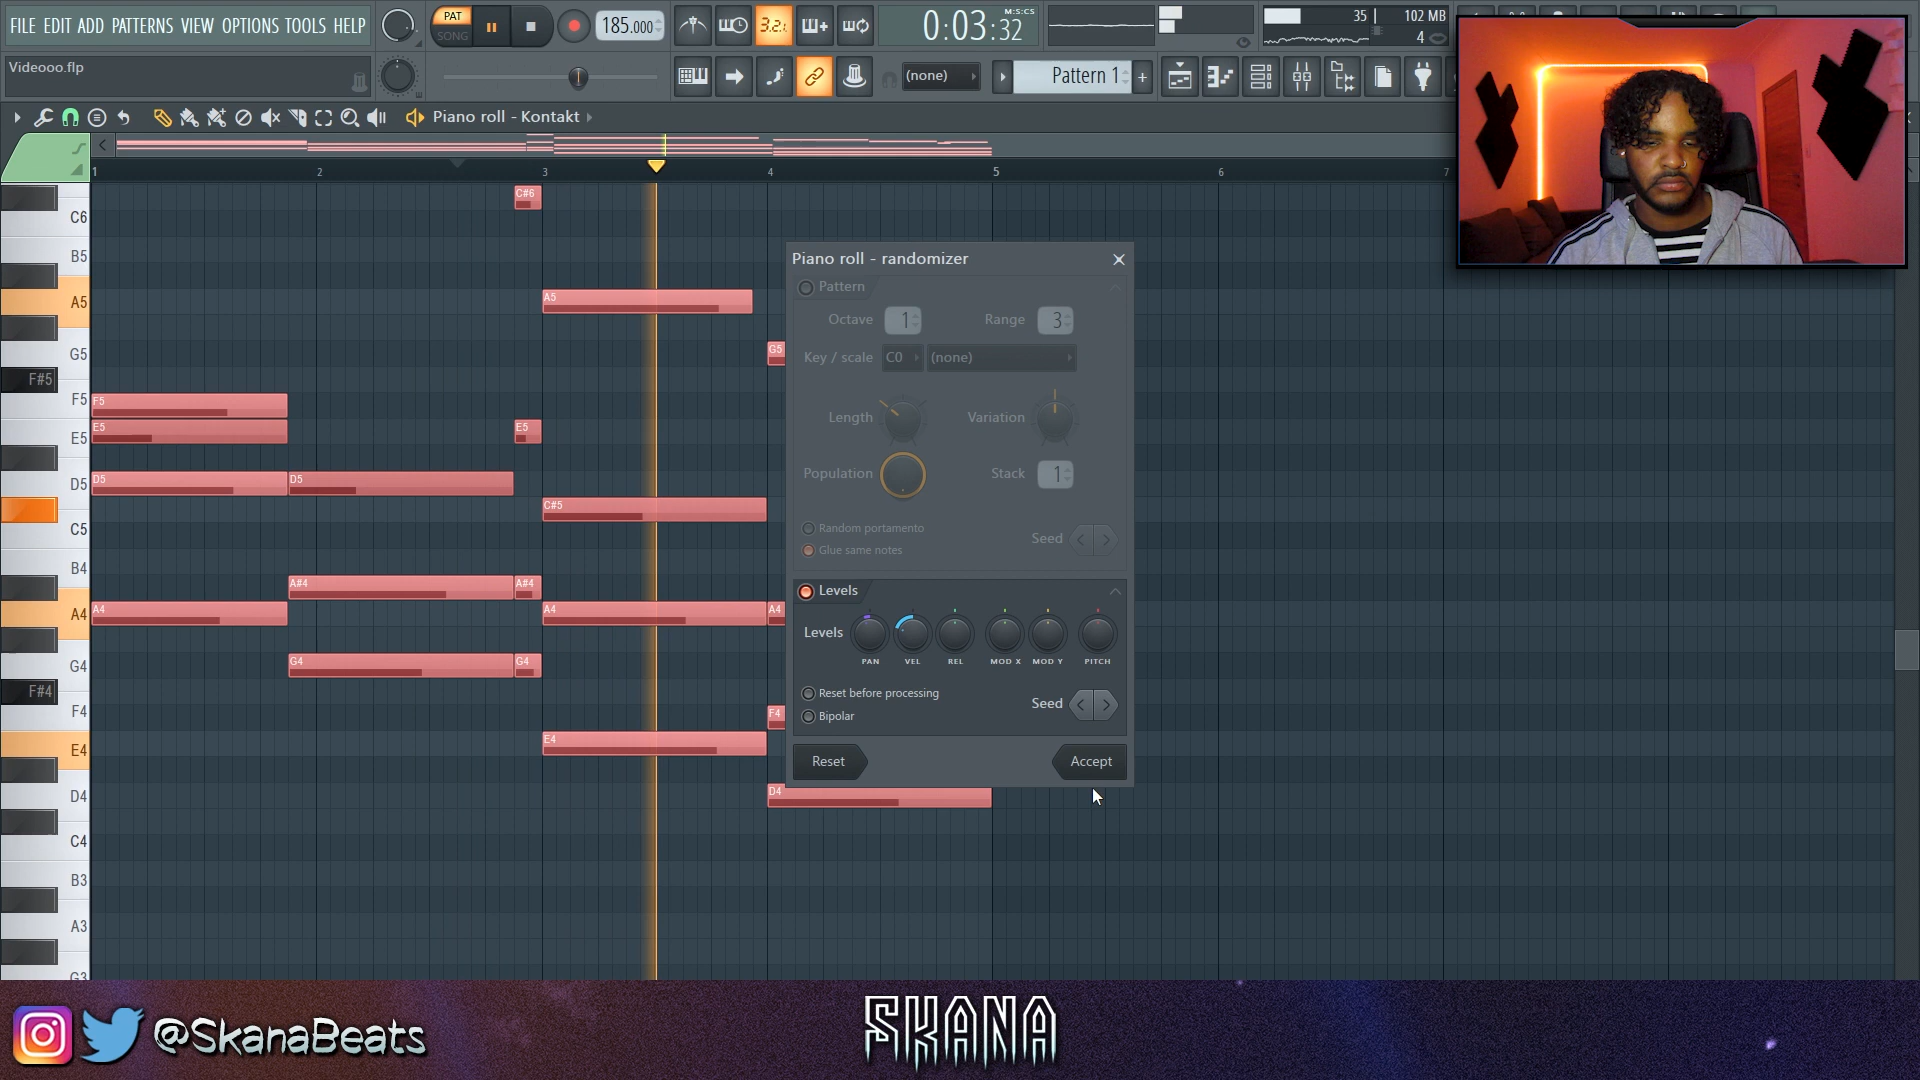 FILE EDIT ADD PATTERNS VIEW OPTIONS TOOLS HELP
PAT
SONG
185.000
3.2.
M:S:CS
0:03:32
35
102 MB
4
Videooo.flp
(none)
Pattern 1
Piano roll - Kontakt
1 2 3 4 5 6 7
C6
B5
A5
G5
F#5
F5
E5
D5
C5
B4
A4
G4
F#4
F4
E4
D4
C4
B3
A3
G3
C#6
A5
G5
F5
E5
E5
D5
D5
C#5
A#4
A#4
A4
A4
A4
G4
G4
F4
E4
D4
Piano roll - randomizer
Pattern
Octave 1 Range 3
Key / scale C0 (none)
Length Variation
Population Stack 1
Random portamento
Glue same notes
Seed
Levels
Levels
PAN VEL REL MOD X MOD Y PITCH
Reset before processing
Bipolar
Seed
Reset Accept
@SkanaBeats
SKANA